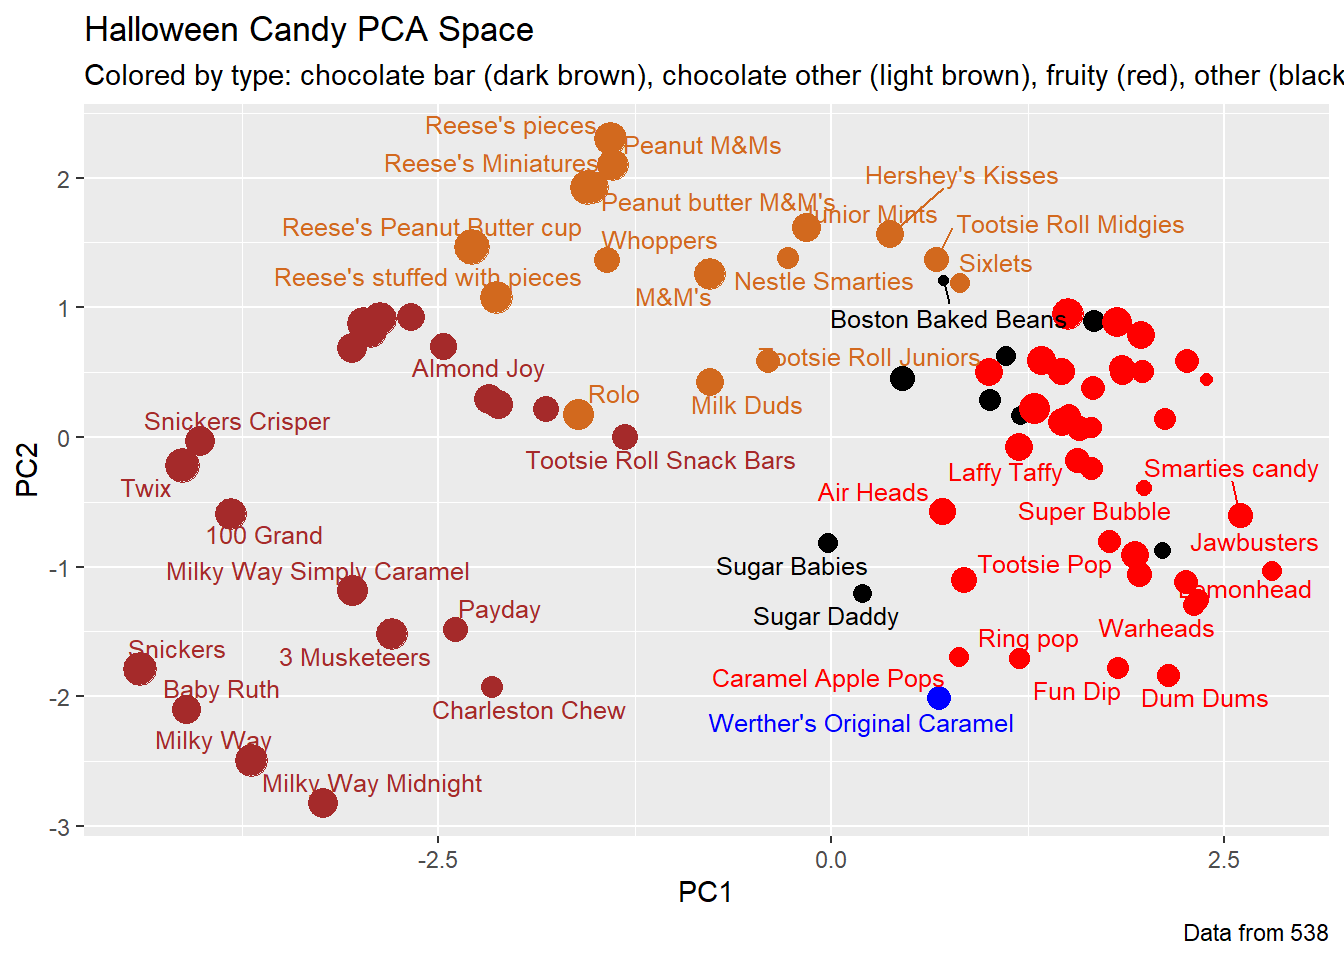 Halloween Candy PCA Space
Colored by type: chocolate bar (dark brown), chocolate other (light brown), fruity (red), other (black
Reese's pieces
Peanut M&Ms
Reese's Miniatures
Hershey's Kisses
2
Peanut butter M&M's
Junior Mints
Reese's Peanut Butter cup
Whoppers
Tootsie Roll Midgies
Sixlets
Reese's stuffed with pieces
M&M's
Nestle Smarties
1
Boston Baked Beans
Almond Joy
Tootsie Roll Juniors
Rolo
Milk Duds
Snickers Crisper
0
Tootsie Roll Snack Bars
Laffy Taffy
Smarties candy
Twix
Air Heads
Super Bubble
PC2
100 Grand
Jawbusters
-1
Milky Way Simply Caramel
Sugar Babies
Tootsie Pop
Lemonhead
Payday
Sugar Daddy
Warheads
Snickers
3 Musketeers
Ring pop
Baby Ruth
Caramel Apple Pops
Fun Dip
Dum Dums
-2
Charleston Chew
Werther's Original Caramel
Milky Way
Milky Way Midnight
-3
-2.5
0.0
2.5
PC1
Data from 538